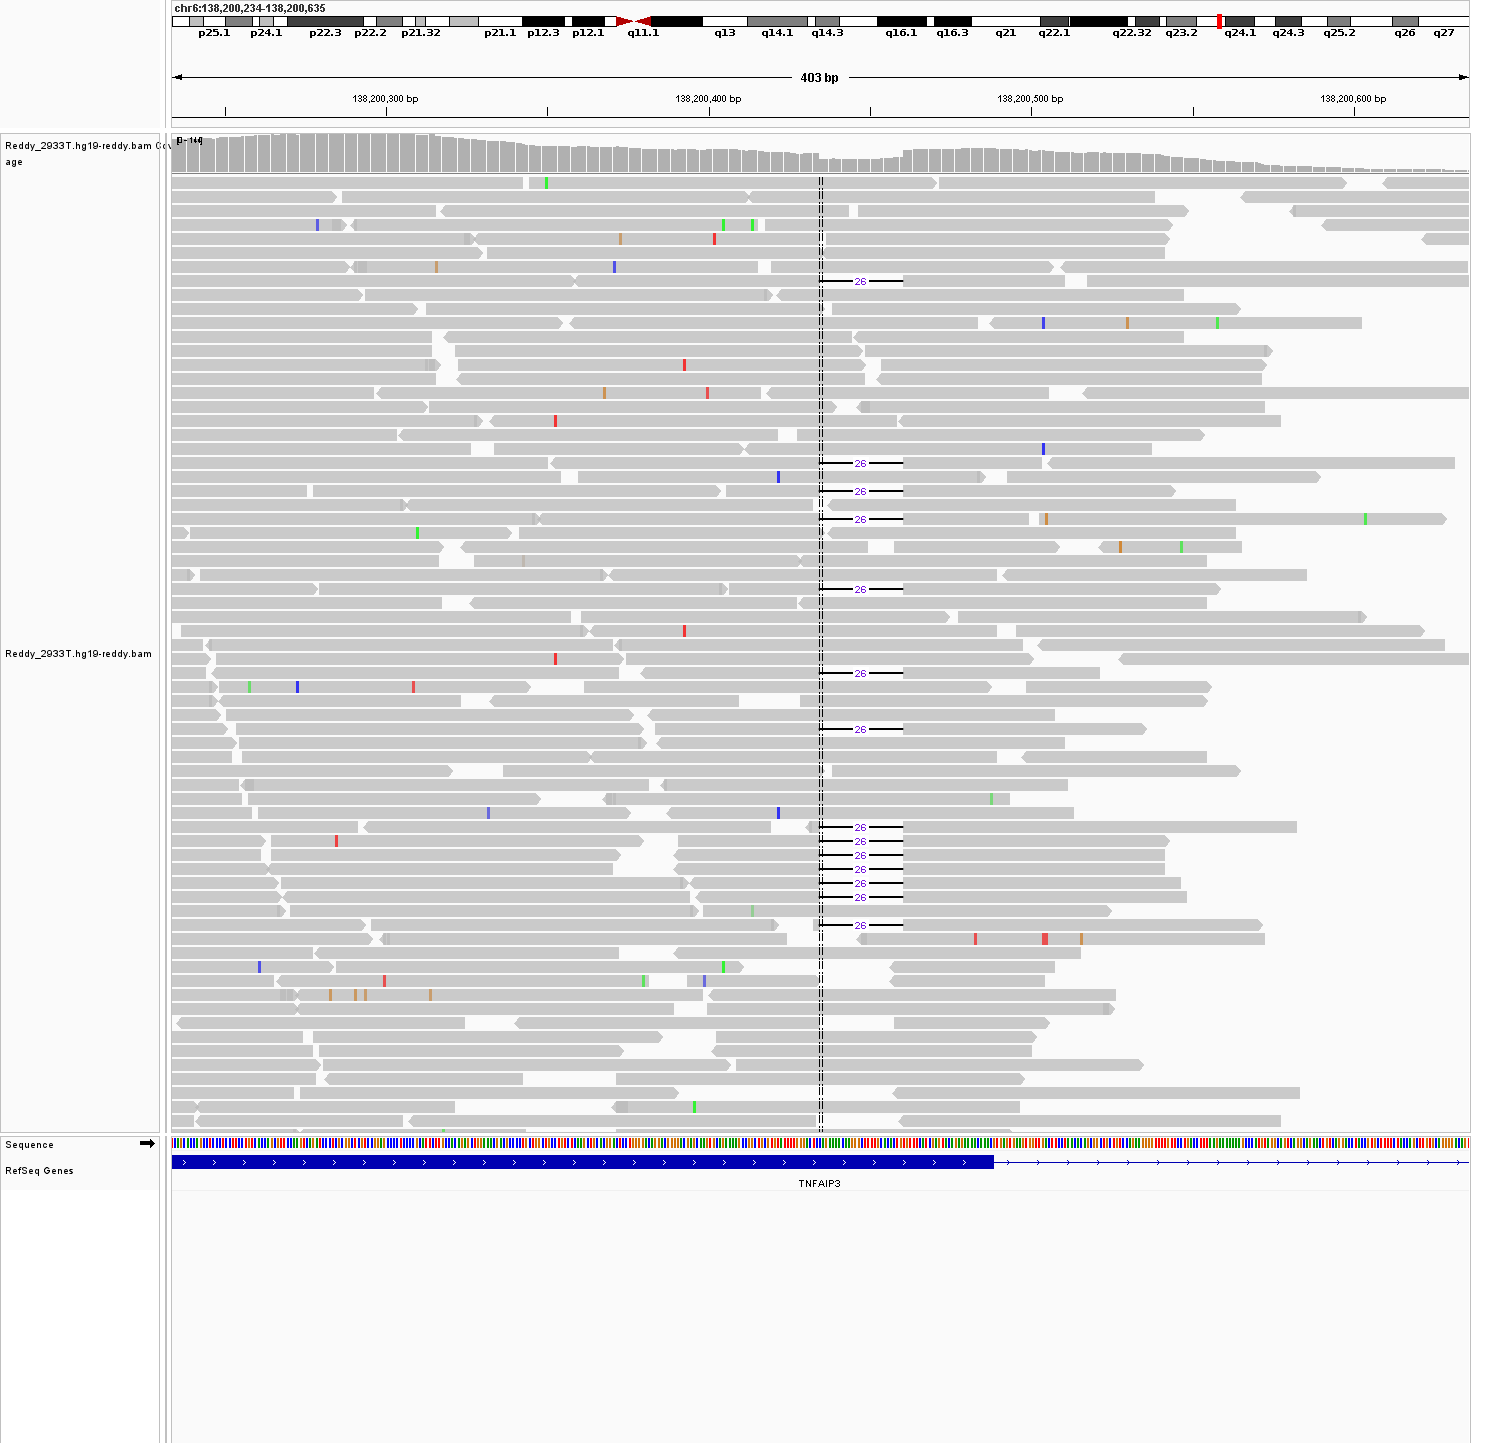 chr6:138,200,234-138,200,635
p25.1 p24.1 p22.3 p22.2 p21.32 p21.1 p12.3 p12.1 q11.1 q13 q14.1 q14.3 q16.1 q16.3 q21 q22.1 q22.32 q23.2 q24.1 q24.3 q25.2 q26 q27
403 bp
138,200,300 bp 138,200,400 bp 138,200,500 bp 138,200,600 bp
Reddy_2933T.hg19-reddy.bam Cov
age
26
26
26
26
26
26
26
26
26
26
26
26
26
26
Reddy_2933T.hg19-reddy.bam
Sequence
RefSeq Genes
TNFAIP3